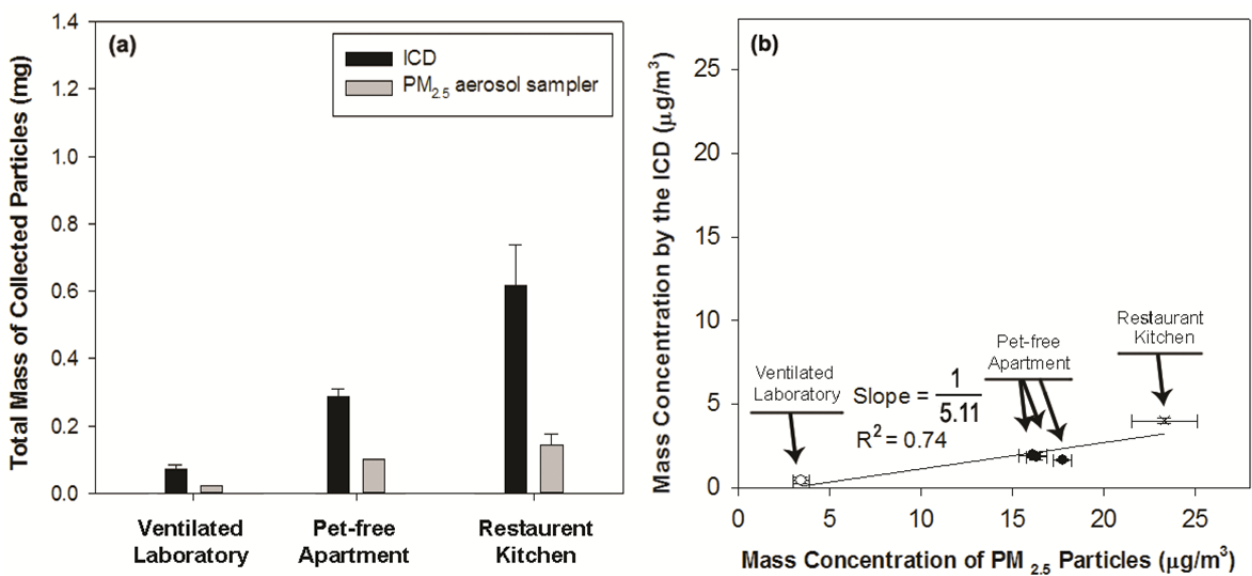 (a)
ICD
PM2.5 aerosol sampler
Total Mass of Collected Particles (mg)
1.4
1.2
1.0
0.8
0.6
0.4
0.2
0.0
Ventilated
Laboratory
Pet-free
Apartment
Restaurent
Kitchen
(b)
Mass Concentration by the ICD (μg/m³)
25
20
15
10
5
0
Ventilated
Laboratory
Slope = 1/5.11
R² = 0.74
Pet-free
Apartment
Restaurant
Kitchen
0 5 10 15 20 25
Mass Concentration of PM 2.5 Particles (μg/m³)